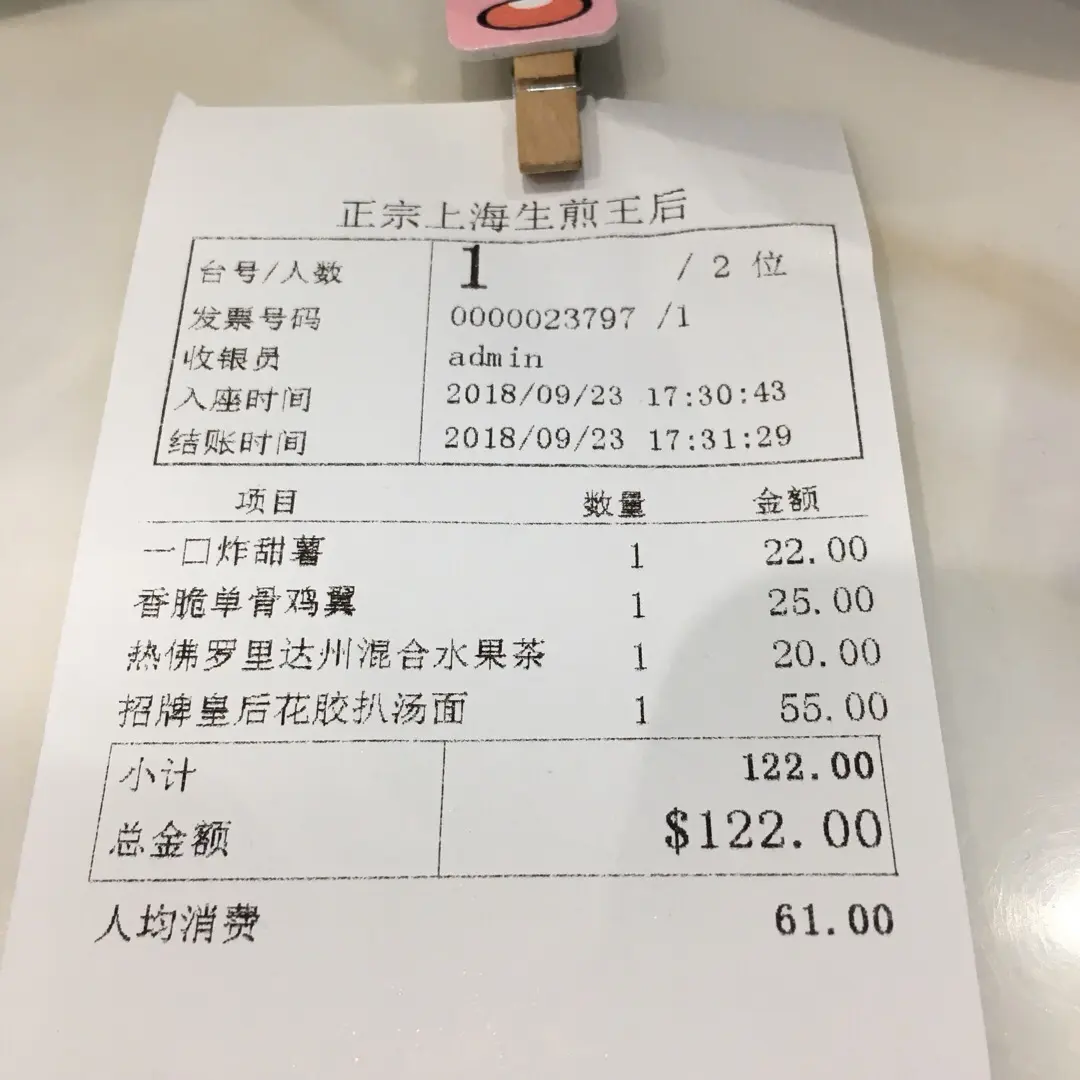 正宗上海生煎王后
台号/人数 1 / 2 位
发票号码 0000023797 /1
收银员 admin
入座时间 2018/09/23 17:30:43
结账时间 2018/09/23 17:31:29
项目 数量 金额
一口炸甜薯 1 22.00
香脆单骨鸡翼 1 25.00
热佛罗里达州混合水果茶 1 20.00
招牌皇后花胶扒汤面 1 55.00
小计 122.00
总金额 $122.00
人均消费 61.00